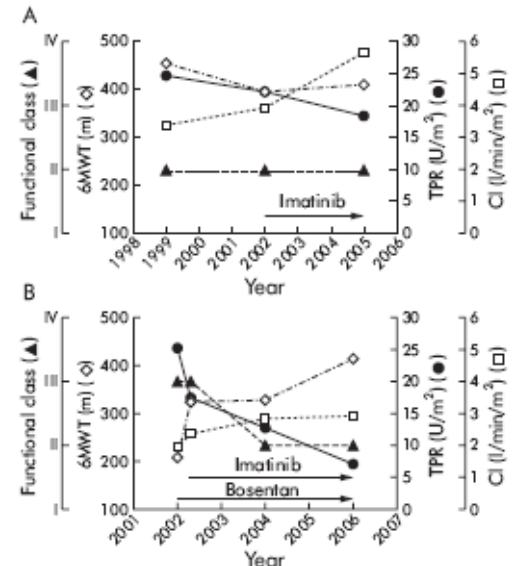 A
Functional class (▲)
IV
III
II
I
6MWT (m) (◇)
500
400
300
200
100
Imatinib
30
25
20
15
10
5
0
TPR (U/m²) (●)
6
5
4
3
2
1
0
CI (l/min/m²) (□)
1998
1999
2000
2001
2002
2003
2004
2005
2006
Year
B
Functional class (▲)
IV
III
II
I
6MWT (m) (◇)
500
400
300
200
100
Imatinib
Bosentan
30
25
20
15
10
5
0
TPR (U/m²) (●)
6
5
4
3
2
1
0
CI (l/min/m²) (□)
2001
2002
2003
2004
2005
2006
2007
Year